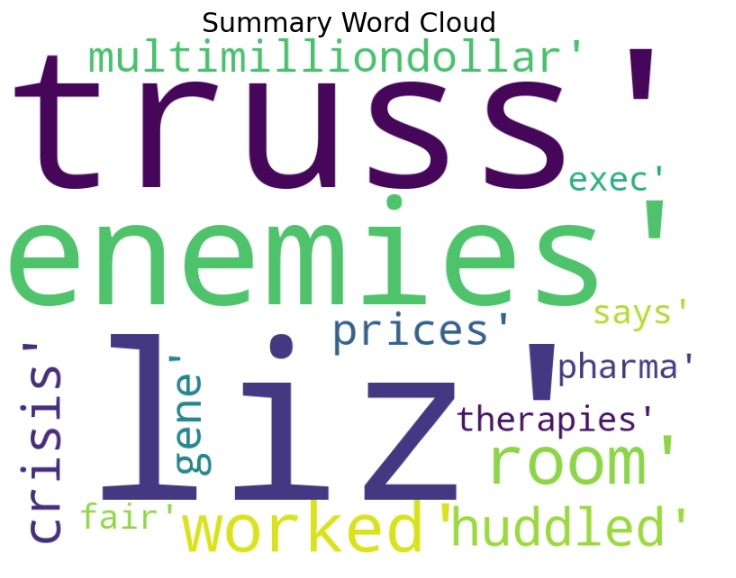 Summary Word Cloud
multimilliondollar'
truss'
exec'
enemies'
says'
prices'
crisis'
gene'
liz'
pharma'
therapies'
room'
fair'
worked'
huddled'